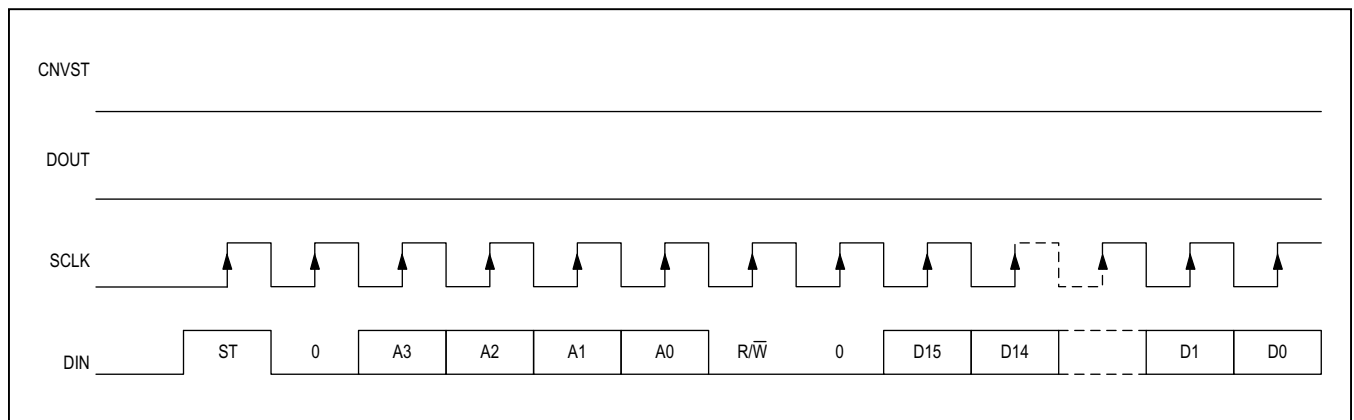 CNVST
DOUT
SCLK
DIN ST 0 A3 A2 A1 A0 R/W̅ 0 D15 D14 D1 D0